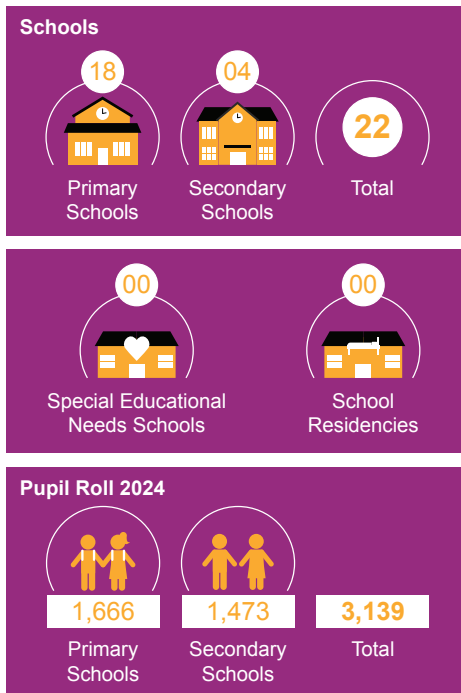 Schools
18
04
22
Primary
Schools
Secondary
Schools
Total
00
00
Special Educational
Needs Schools
School
Residencies
Pupil Roll 2024
1,666
1,473
3,139
Primary
Schools
Secondary
Schools
Total